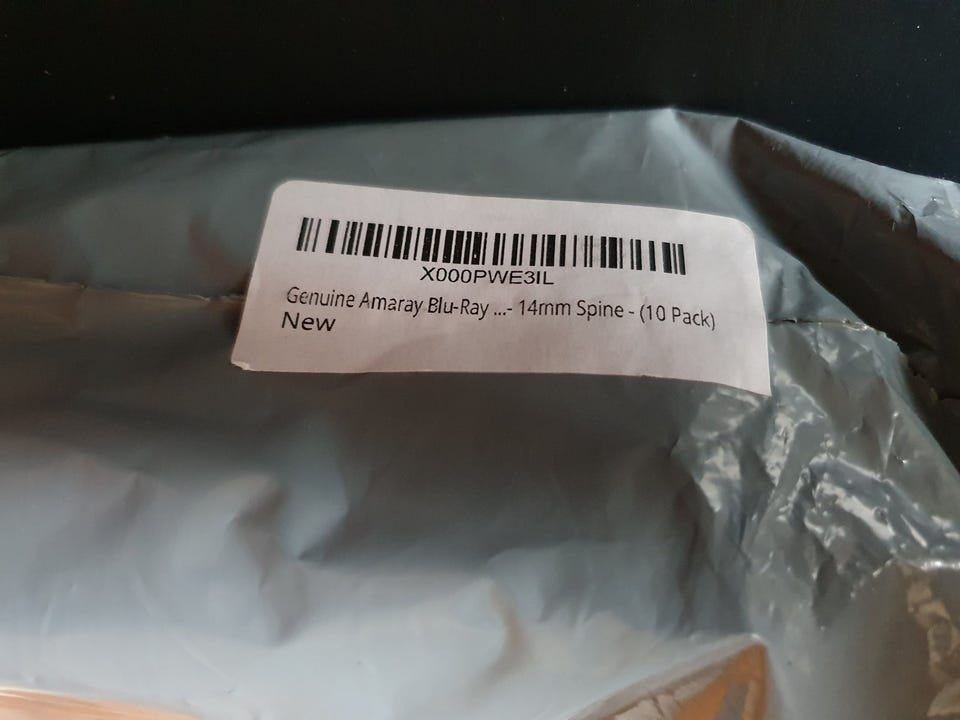 X000PWE3IL
Genuine Amaray Blu-Ray ...- 14mm Spine - (10 Pack)
New